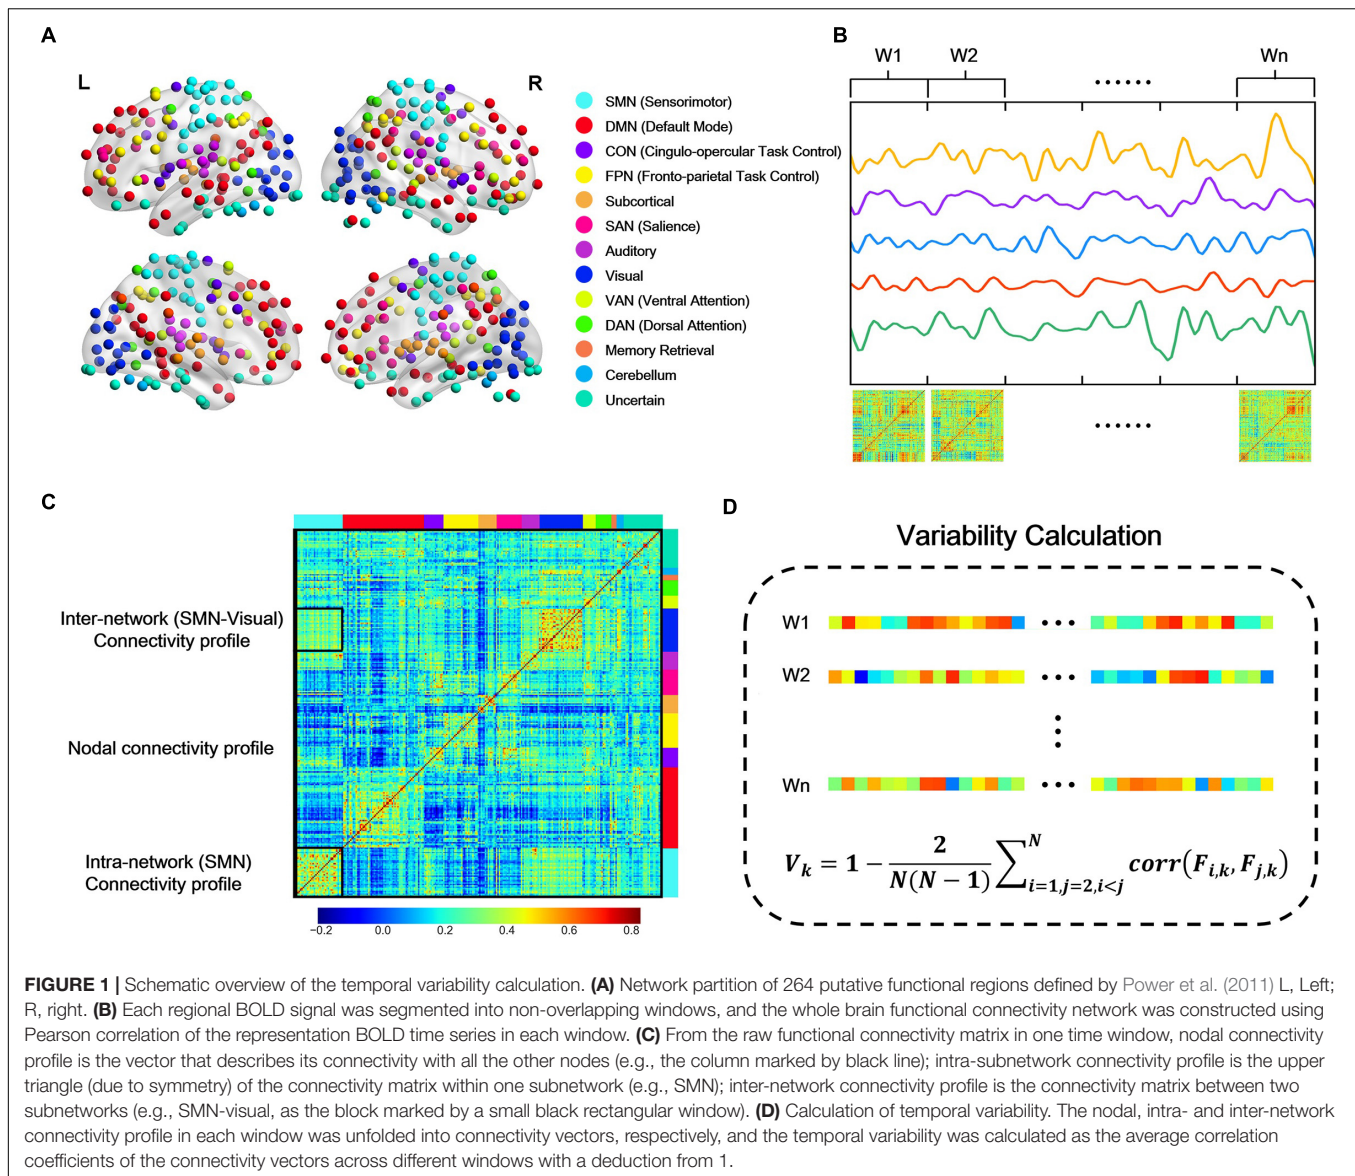 A
L
R
SMN (Sensorimotor)
DMN (Default Mode)
CON (Cingulo-opercular Task Control)
FPN (Fronto-parietal Task Control)
Subcortical
SAN (Salience)
Auditory
Visual
VAN (Ventral Attention)
DAN (Dorsal Attention)
Memory Retrieval
Cerebellum
Uncertain
B
W1 W2 ...... Wn
......
C
Inter-network (SMN-Visual)
Connectivity profile
Nodal connectivity profile
Intra-network (SMN)
Connectivity profile
−0.2 0.0 0.2 0.4 0.6 0.8
D
Variability Calculation
W1 ...
W2 ...
Wn ...
V_k = 1 − 2/(N(N − 1)) ∑_{i=1,j=2,i<j}^{N} corr(F_{i,k}, F_{j,k})
FIGURE 1 | Schematic overview of the temporal variability calculation. (A) Network partition of 264 putative functional regions defined by Power et al. (2011) L, Left;
R, right. (B) Each regional BOLD signal was segmented into non-overlapping windows, and the whole brain functional connectivity network was constructed using
Pearson correlation of the representation BOLD time series in each window. (C) From the raw functional connectivity matrix in one time window, nodal connectivity
profile is the vector that describes its connectivity with all the other nodes (e.g., the column marked by black line); intra-subnetwork connectivity profile is the upper
triangle (due to symmetry) of the connectivity matrix within one subnetwork (e.g., SMN); inter-network connectivity profile is the connectivity matrix between two
subnetworks (e.g., SMN-visual, as the block marked by a small black rectangular window). (D) Calculation of temporal variability. The nodal, intra- and inter-network
connectivity profile in each window was unfolded into connectivity vectors, respectively, and the temporal variability was calculated as the average correlation
coefficients of the connectivity vectors across different windows with a deduction from 1.